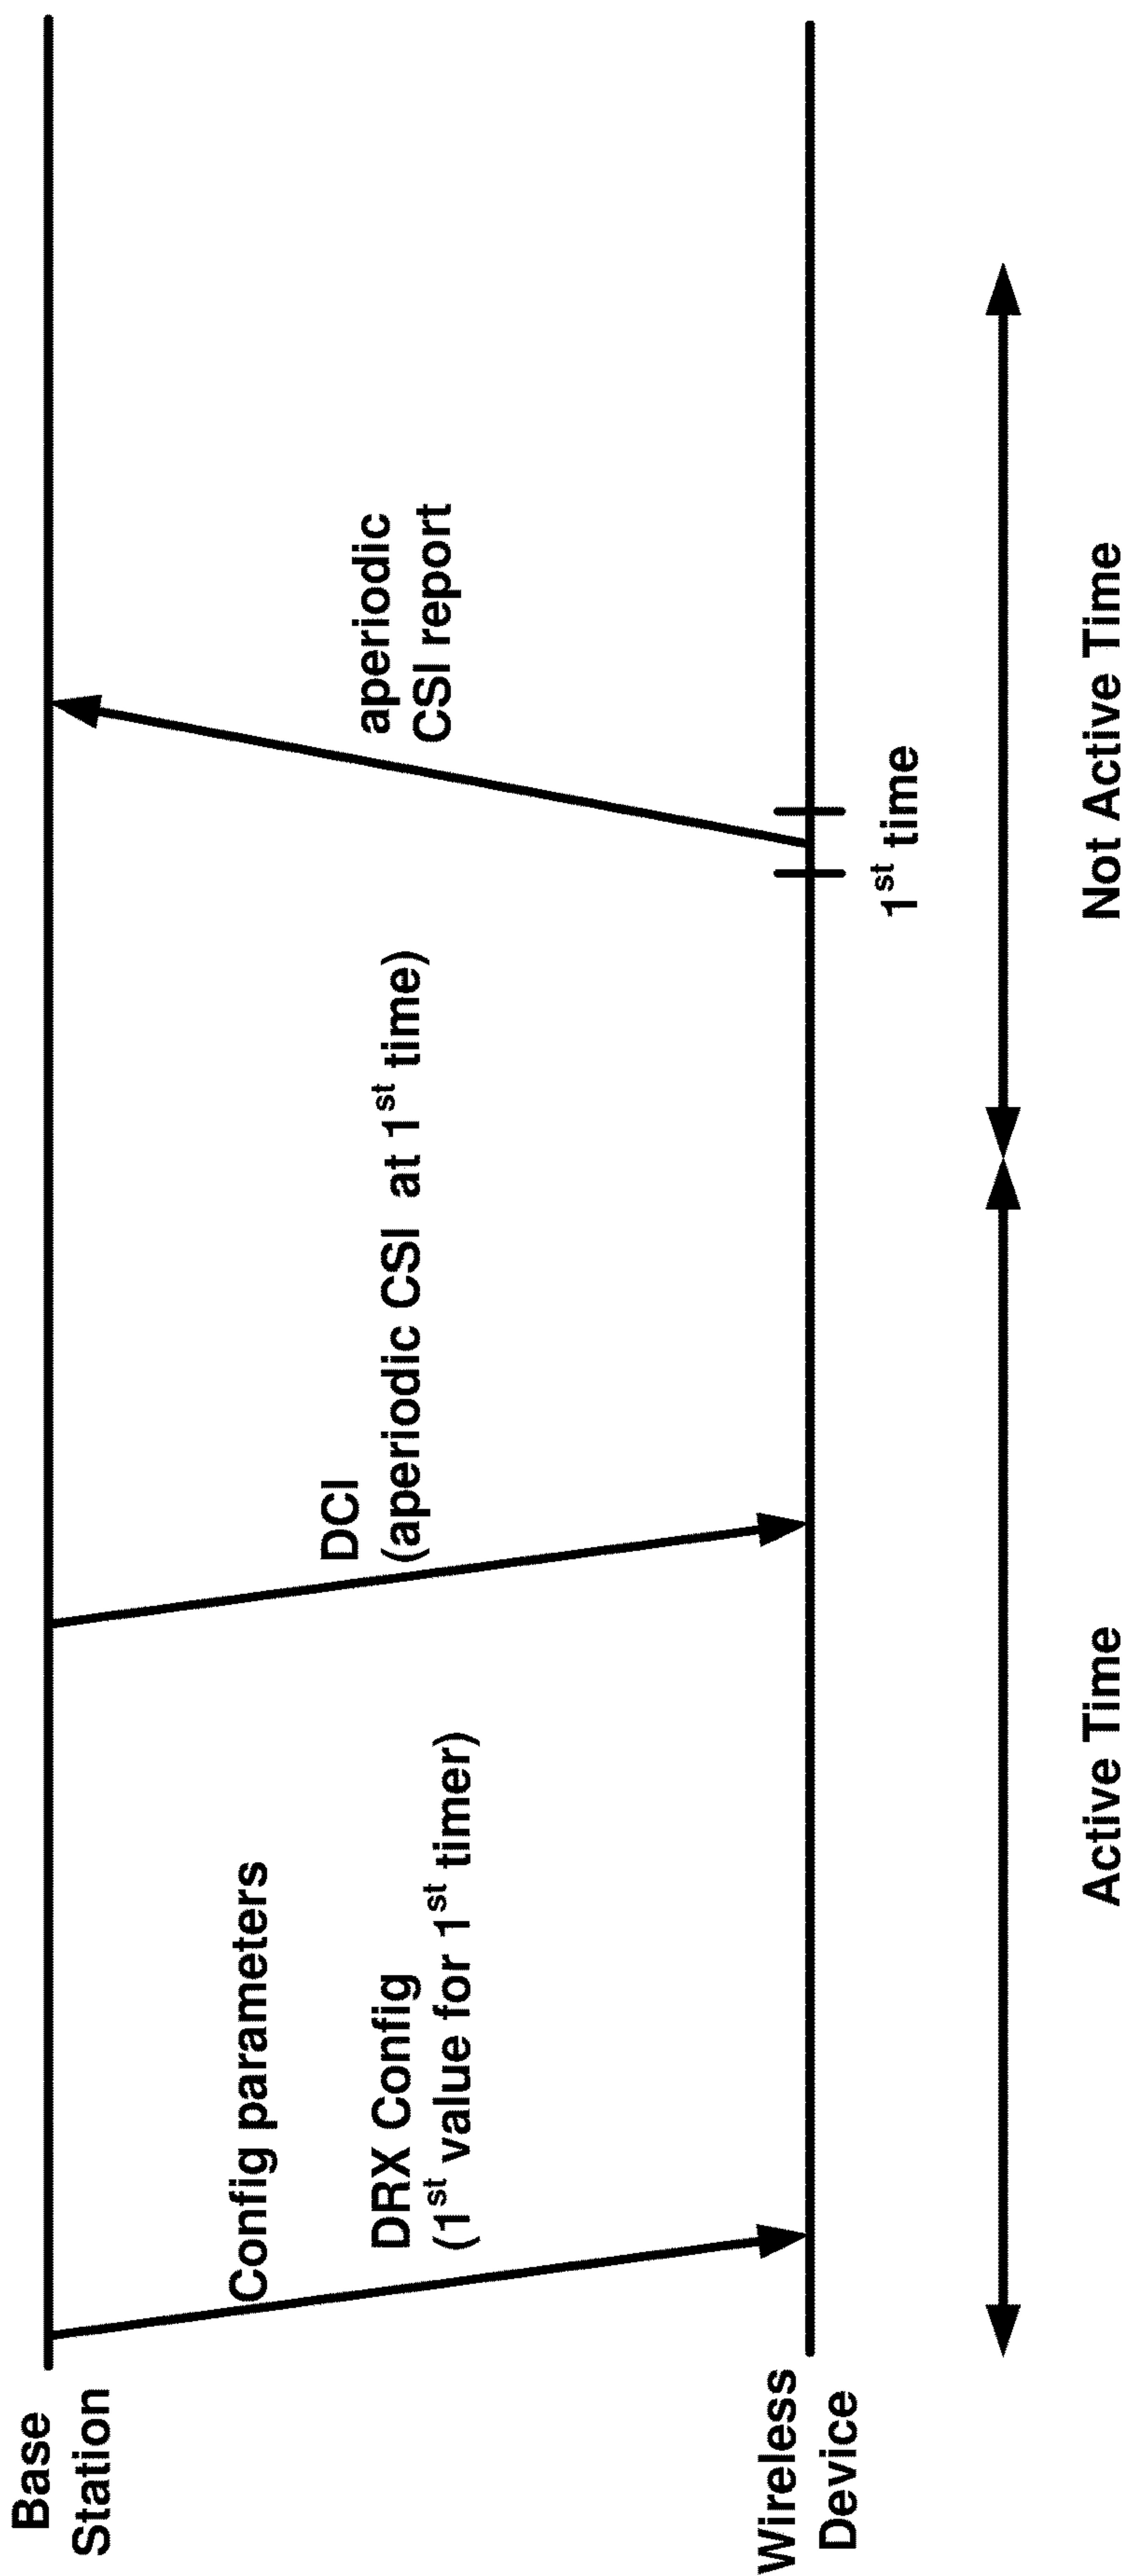 Base
Station
Config parameters
DRX Config
(1st value for 1st timer)
DCI
(aperiodic CSI at 1st time)
aperiodic
CSI report
Wireless
Device
1st time
Active Time
Not Active Time